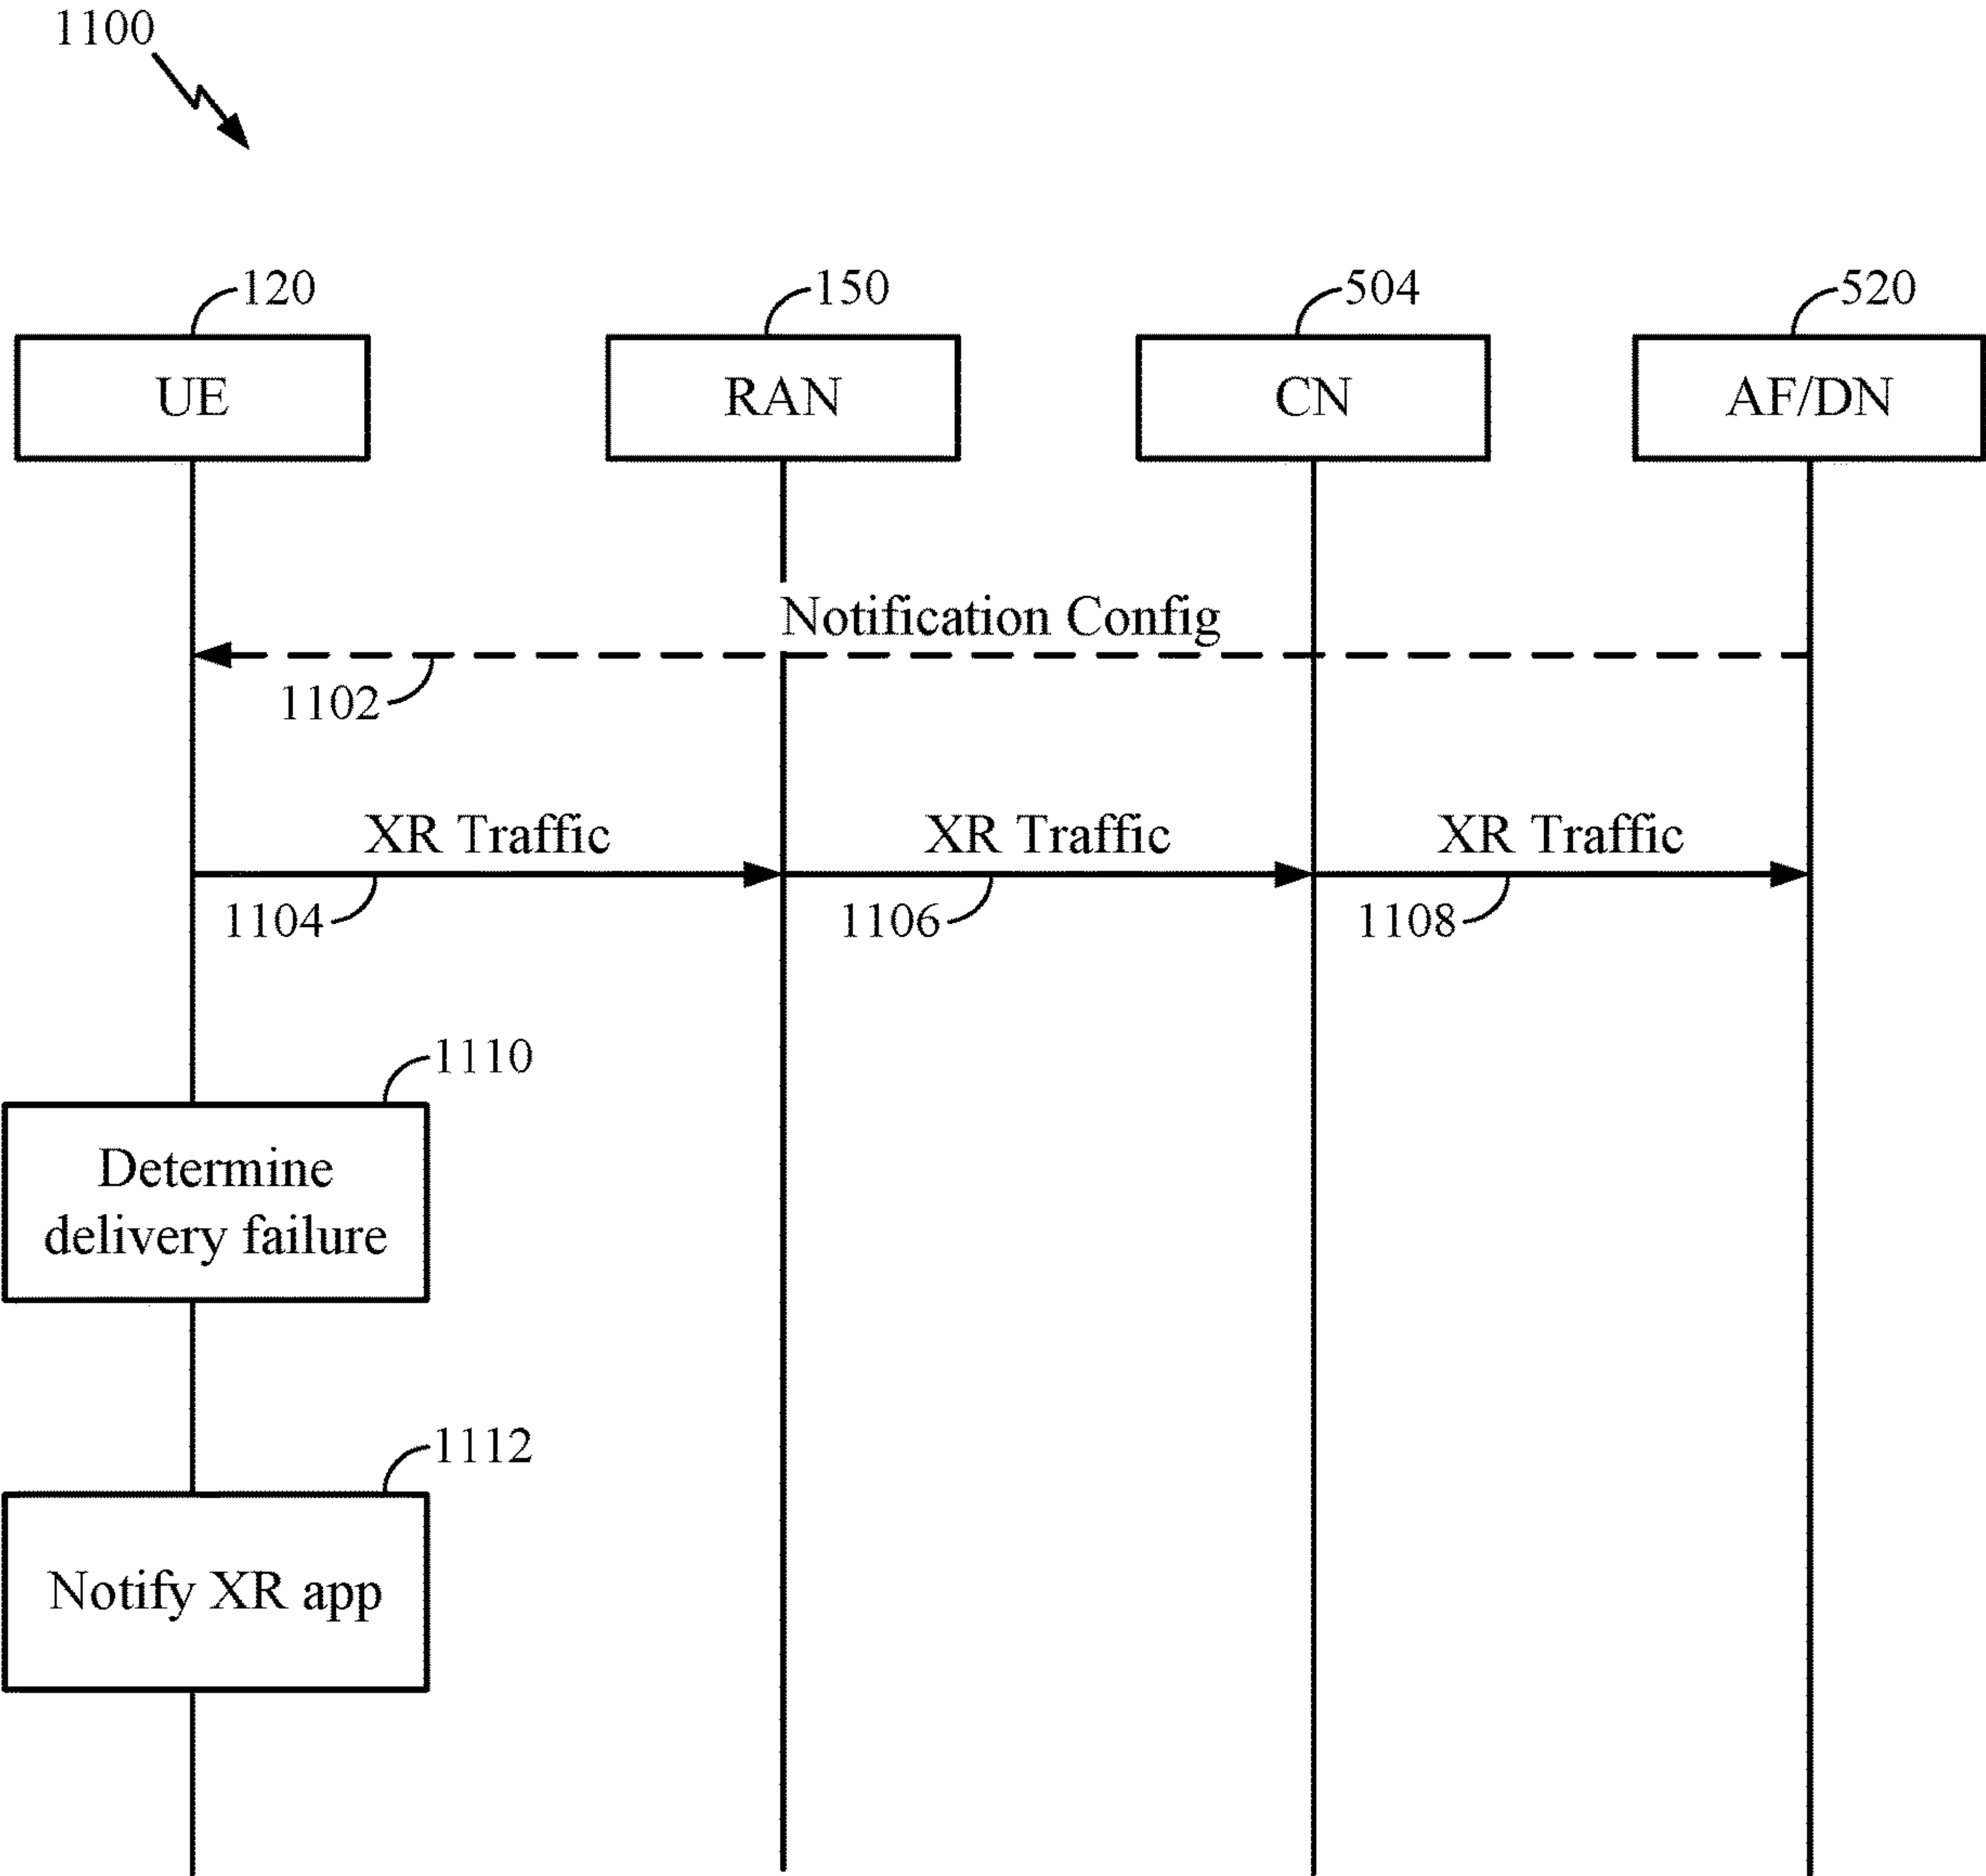 1100
120
150
504
520
UE
RAN
CN
AF/DN
Notification Config
1102
XR Traffic
XR Traffic
XR Traffic
1104
1106
1108
1110
Determine
delivery failure
1112
Notify XR app